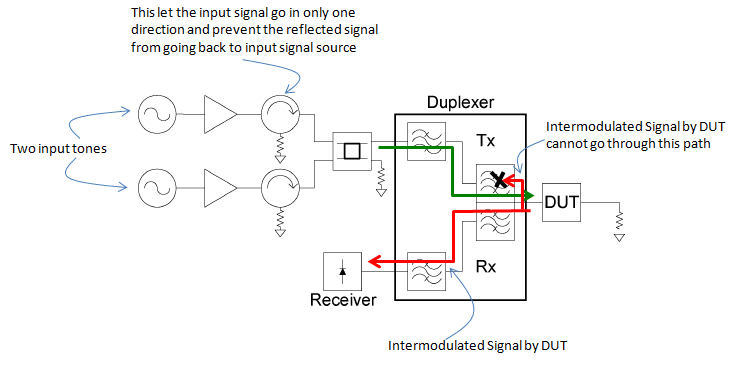 This let the input signal go in only one
direction and prevent the reflected signal
from going back to input signal source
Duplexer
Two input tones
Tx
Intermodulated Signal by DUT
cannot go through this path
DUT
Rx
Receiver
Intermodulated Signal by DUT